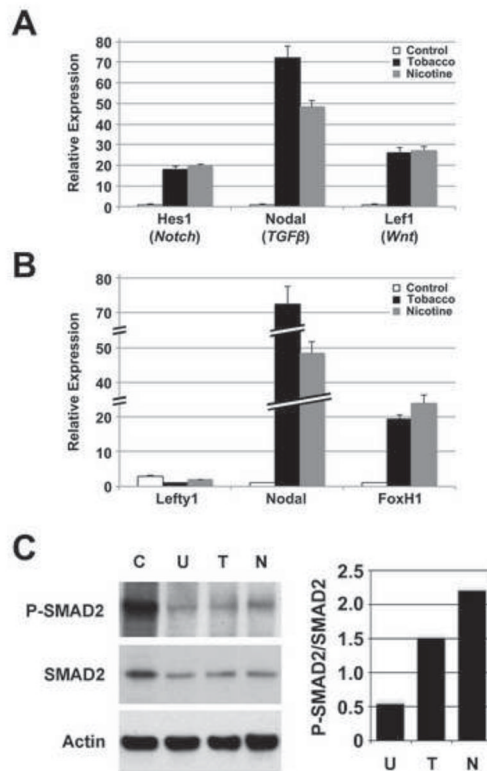 A
Relative Expression
80
70
60
50
40
30
20
10
0
Control
Tobacco
Nicotine
Hes1 Nodal Lef1
(Notch) (TGFβ) (Wnt)
B
Relative Expression
80
70
50
40
20
0
Control
Tobacco
Nicotine
Lefty1 Nodal FoxH1
C
C U T N
P-SMAD2
SMAD2
Actin
P-SMAD2/SMAD2
2.5
2.0
1.5
1.0
0.5
0
U T N